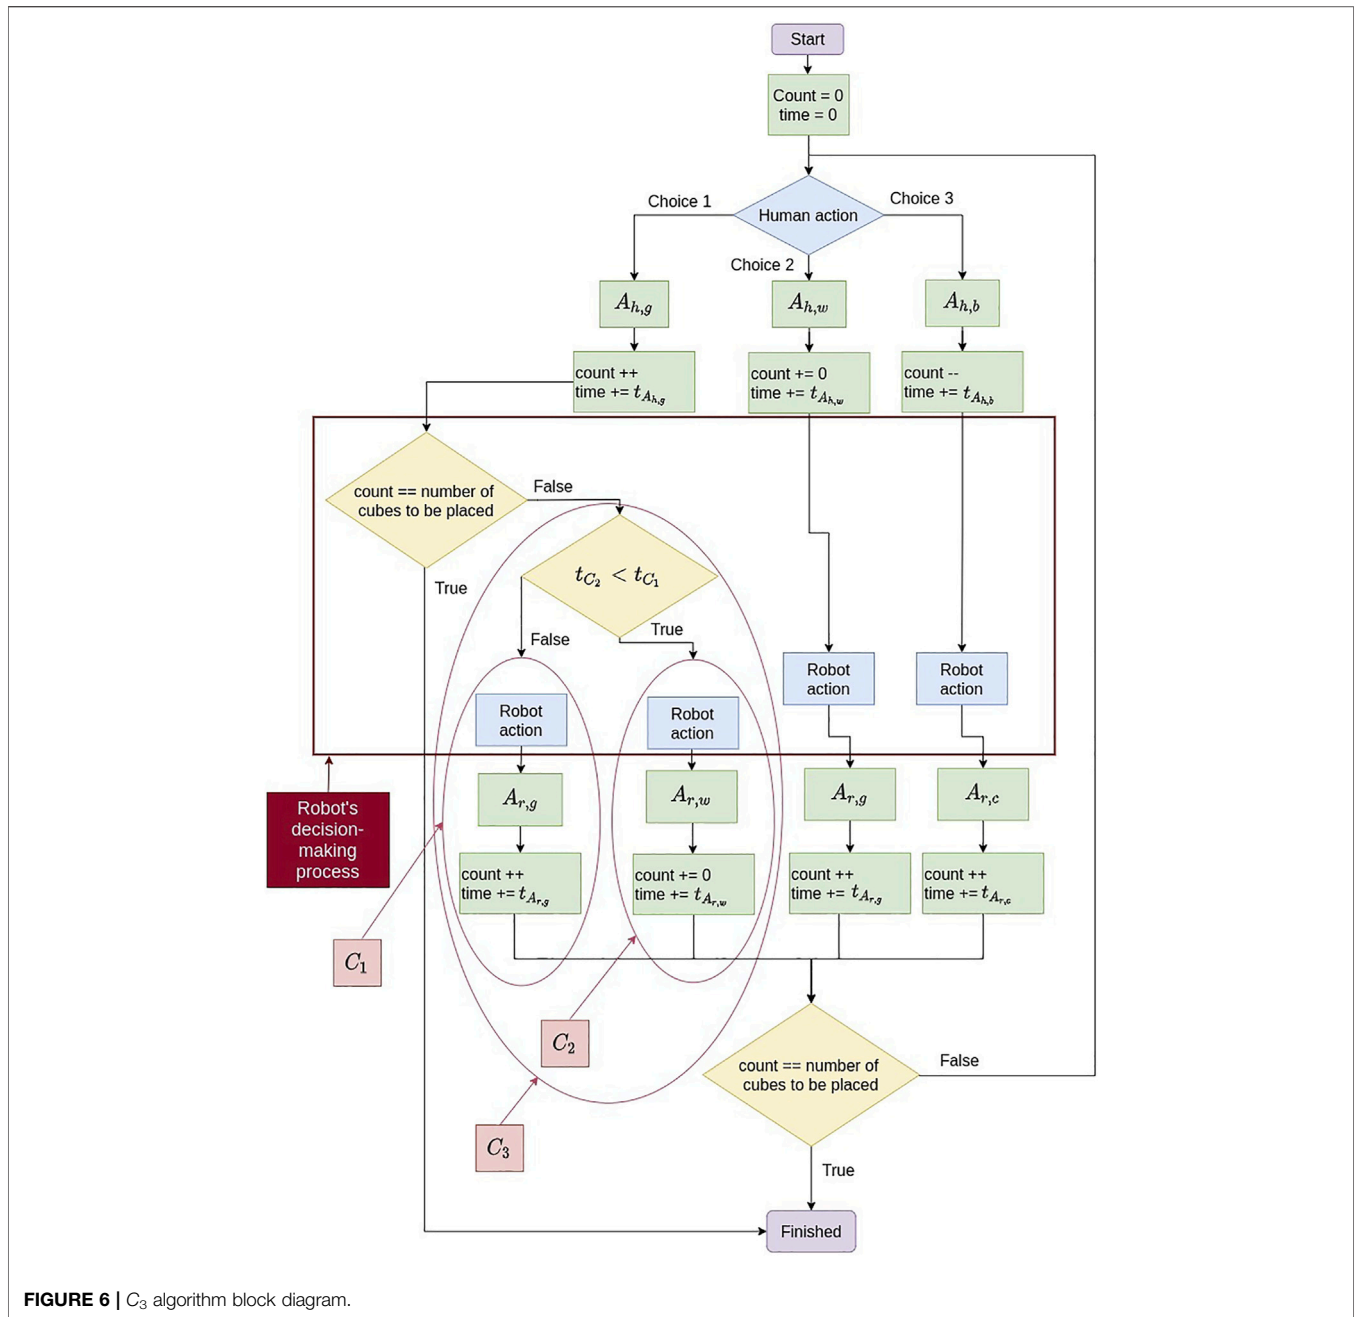 Start
Count = 0
time = 0
Human action
Choice 1
Choice 2
Choice 3
A_{h,g}
A_{h,w}
A_{h,b}
count ++
time += t_{A_{h,g}}
count += 0
time += t_{A_{h,w}}
count --
time += t_{A_{h,b}}
count == number of
cubes to be placed
False
True
t_{C_2} < t_{C_1}
False
True
Robot
action
Robot
action
Robot
action
Robot
action
Robot's
decision-
making
process
A_{r,g}
A_{r,w}
A_{r,g}
A_{r,c}
count ++
time += t_{A_{r,g}}
count += 0
time += t_{A_{r,w}}
count ++
time += t_{A_{r,g}}
count ++
time += t_{A_{r,c}}
C_1
C_2
C_3
count == number of
cubes to be placed
False
True
Finished
FIGURE 6 | C_3 algorithm block diagram.